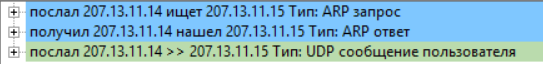 послал 207.13.11.14 ищет 207.13.11.15 Тип: ARP запрос
получил 207.13.11.14 нашел 207.13.11.15 Тип: ARP ответ
послал 207.13.11.14 >> 207.13.11.15 Тип: UDP сообщение пользователя